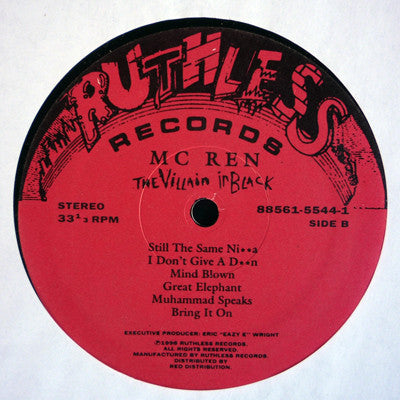 RUTHLESS
RECORDS
MC REN
THE Villain in Black
STEREO
33⅓ RPM
88561-5544-1
SIDE B
Still The Same Ni**a
I Don't Give A D**n
Mind Blown
Great Elephant
Muhammad Speaks
Bring It On
EXECUTIVE PRODUCER: ERIC "EAZY E" WRIGHT
℗1996 RUTHLESS RECORDS.
ALL RIGHTS RESERVED.
MANUFACTURED BY RUTHLESS RECORDS.
DISTRIBUTED BY
RED DISTRIBUTION.